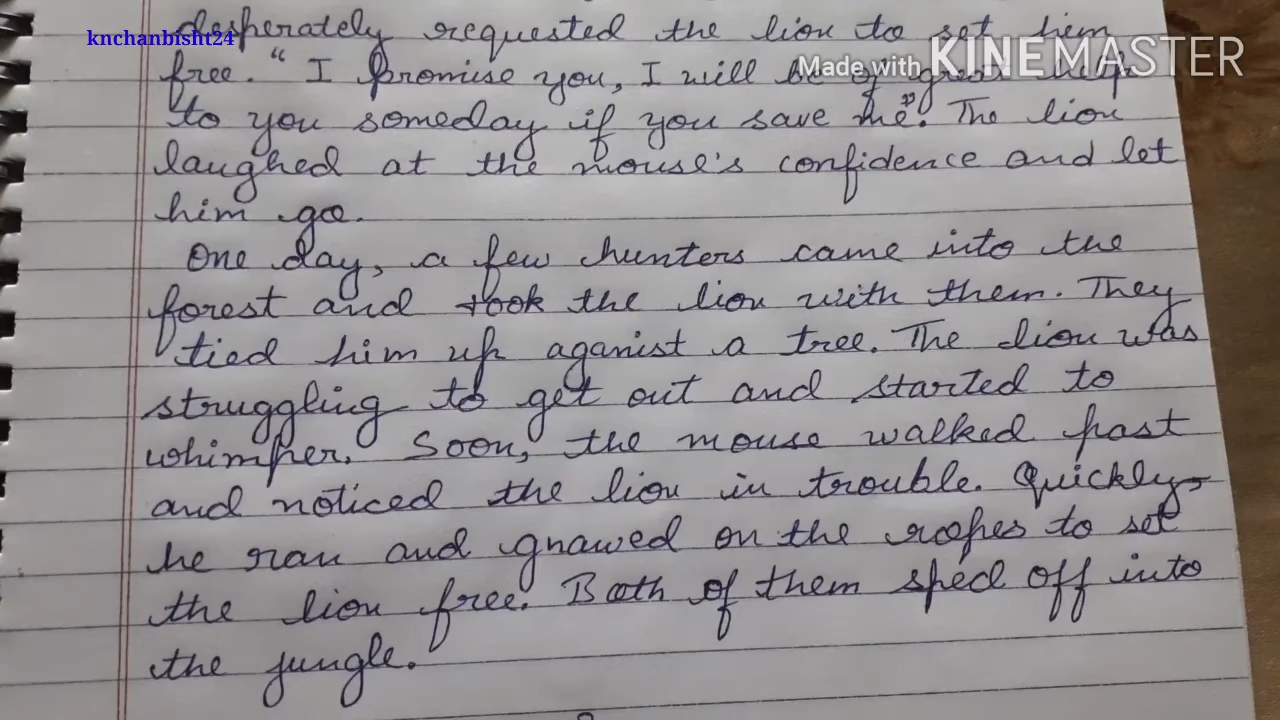 knchanbisht24
Made with KINEMASTER
desperately requested the lion to set him
free. "I promise you, I will be of great help
to you someday if you save me". The lion
laughed at the mouse's confidence and let
him go.
One day, a few hunters came into the
forest and took the lion with them. They
tied him up aganist a tree. The lion was
struggling to get out and started to
whimper. Soon, the mouse walked past
and noticed the lion in trouble. Quickly,
he ran and gnawed on the ropes to set
the lion free. Both of them sped off into
the jungle.